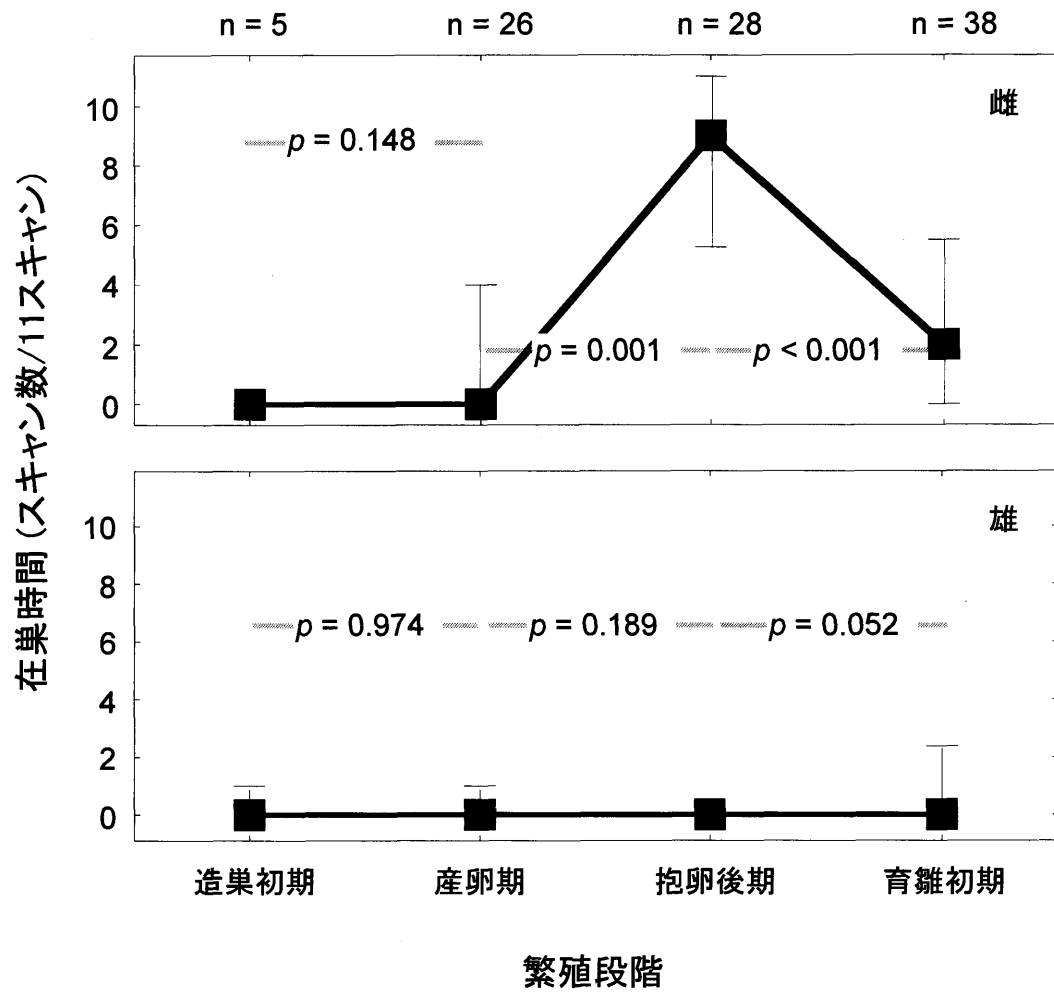 n = 5 n = 26 n = 28 n = 38
雌
10
8
6
4
2
0
p = 0.148
p = 0.001 p < 0.001
在巣時間 (スキャン数/11スキャン)
雄
10
8
6
4
2
0
p = 0.974 p = 0.189 p = 0.052
造巣初期 産卵期 抱卵後期 育雛初期
繁殖段階